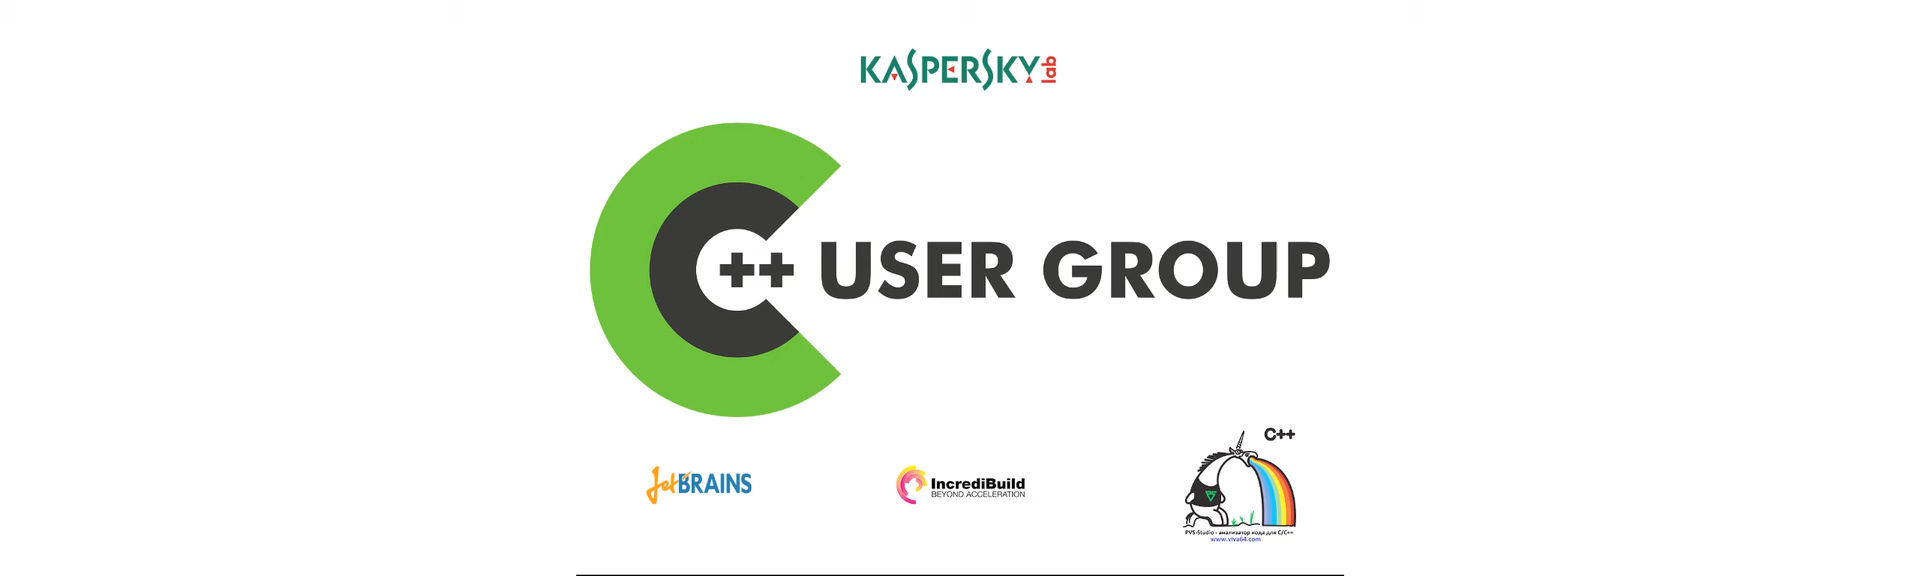 KASPERSKY lab
C++ USER GROUP
JetBRAINS
IncrediBuild
BEYOND ACCELERATION
C++
PVS-Studio - анализатор кода для C/C++
www.viva64.com